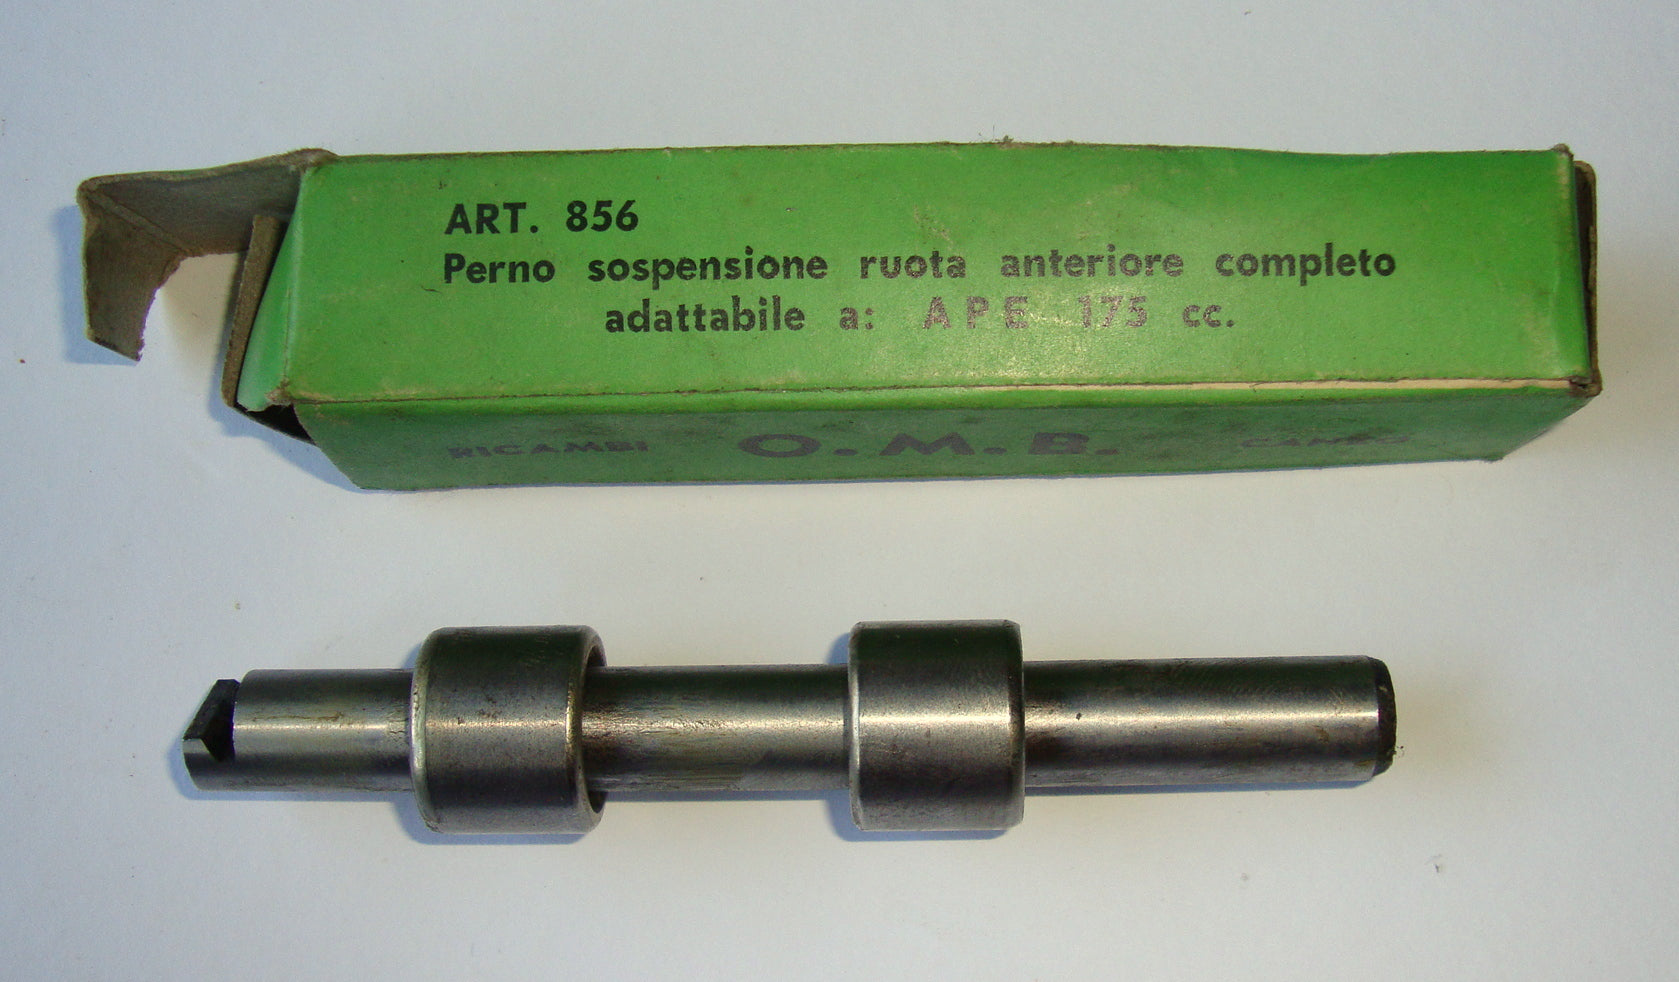 ART. 856
Perno sospensione ruota anteriore completo
adattabile a: APE 175 cc.
RICAMBI O.M.B.